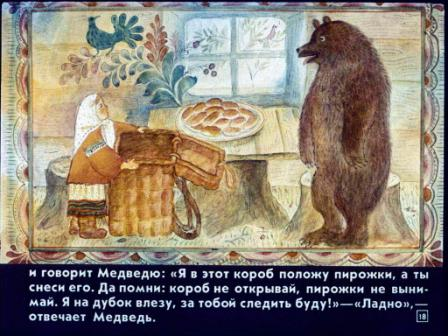 и говорит Медведю: «Я в этот короб положу пирожки, а ты
снеси его. Да помни: короб не открывай, пирожки не выни-
май. Я на дубок влезу, за тобой следить буду!»—«Ладно»,—
отвечает Медведь.
18